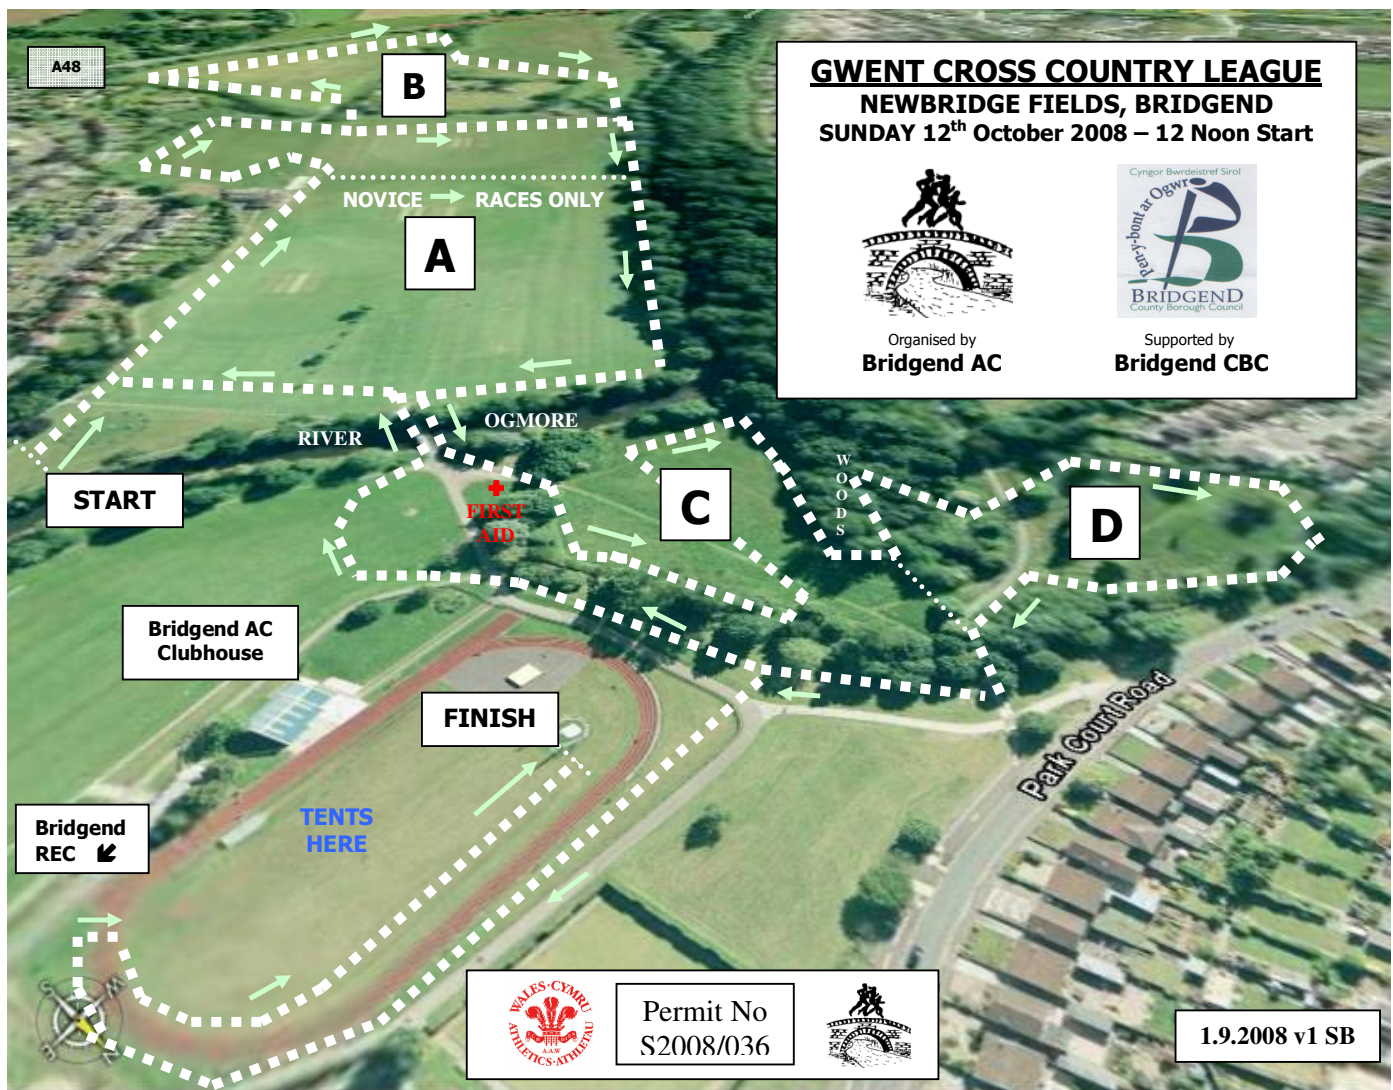 A48
B
GWENT CROSS COUNTRY LEAGUE
NEWBRIDGE FIELDS, BRIDGEND
SUNDAY 12th October 2008 – 12 Noon Start
Cyngor Bwrdeistref Sirol
Pen-y-bont ar Ogwr
BRIDGEND
County Borough Council
Organised by
Bridgend AC
Supported by
Bridgend CBC
NOVICE RACES ONLY
A
RIVER OGMORE
START
FIRST
AID
C
WOODS
D
Bridgend AC
Clubhouse
FINISH
Park Court Road
TENTS
HERE
Bridgend
REC
S
W
E
N
WALES·CYMRU
ATHLETICS·ATHLETAU
A.A.W
Permit No
S2008/036
1.9.2008 v1 SB